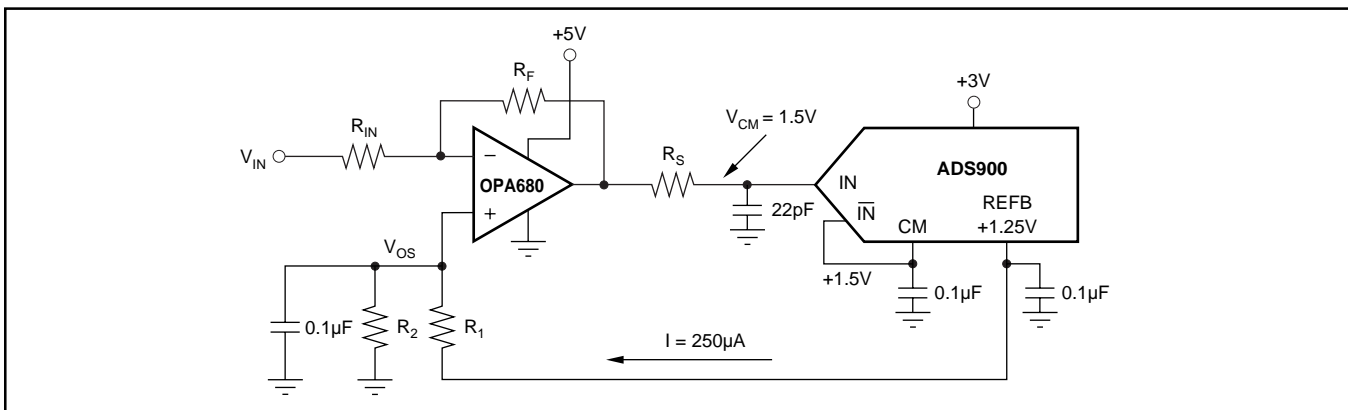 +5V
R_F
+3V
V_CM = 1.5V
R_IN
V_IN
R_S
–
OPA680
+
ADS900
IN
REFB
+1.25V
I̅N̅
22pF
CM
V_OS
+1.5V
0.1µF
0.1µF
0.1µF
R_2
R_1
I = 250µA